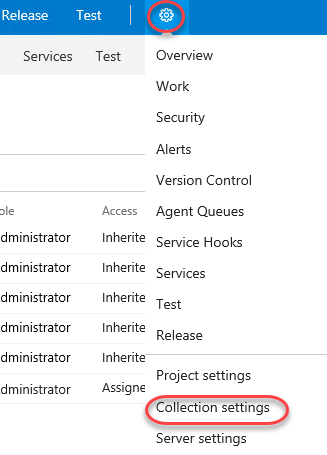 Release Test
Services Test
Overview
Work
Security
Alerts
Version Control
Agent Queues
Service Hooks
Services
Test
Release
Project settings
Collection settings
Server settings
ole Access
dministrator Inherite
dministrator Inherite
dministrator Inherite
dministrator Inherite
dministrator Inherite
dministrator Assigne